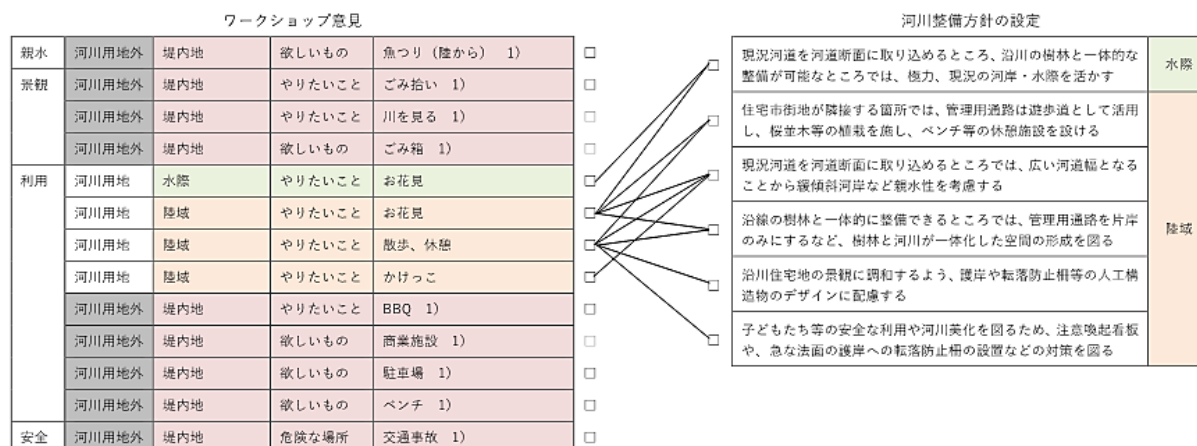 ワークショップ意見
親水 河川用地外 堤内地 欲しいもの 魚つり（陸から） 1)
景観 河川用地外 堤内地 やりたいこと ごみ拾い 1)
河川用地外 堤内地 やりたいこと 川を見る 1)
河川用地外 堤内地 欲しいもの ごみ箱 1)
利用 河川用地 水際 やりたいこと お花見
河川用地 陸域 やりたいこと お花見
河川用地 陸域 やりたいこと 散歩、休憩
河川用地 陸域 やりたいこと かけっこ
河川用地外 堤内地 やりたいこと BBQ 1)
河川用地外 堤内地 欲しいもの 商業施設 1)
河川用地外 堤内地 欲しいもの 駐車場 1)
河川用地外 堤内地 欲しいもの ベンチ 1)
安全 河川用地外 堤内地 危険な場所 交通事故 1)
河川整備方針の設定
現況河道を河道断面に取り込めるところ、沿川の樹林と一体的な
整備が可能なところでは、極力、現況の河岸・水際を活かす
水際
住宅市街地が隣接する箇所では、管理用通路は遊歩道として活用
し、桜並木等の植栽を施し、ベンチ等の休憩施設を設ける
現況河道を河道断面に取り込めるところでは、広い河道幅となる
ことから緩傾斜河岸など親水性を考慮する
沿線の樹林と一体的に整備できるところでは、管理用通路を片岸
のみにするなど、樹林と河川が一体化した空間の形成を図る
陸域
沿川住宅地の景観に調和するよう、護岸や転落防止柵等の人工構
造物のデザインに配慮する
子どもたち等の安全な利用や河川美化を図るため、注意喚起看板
や、急な法面の護岸への転落防止柵の設置などの対策を図る